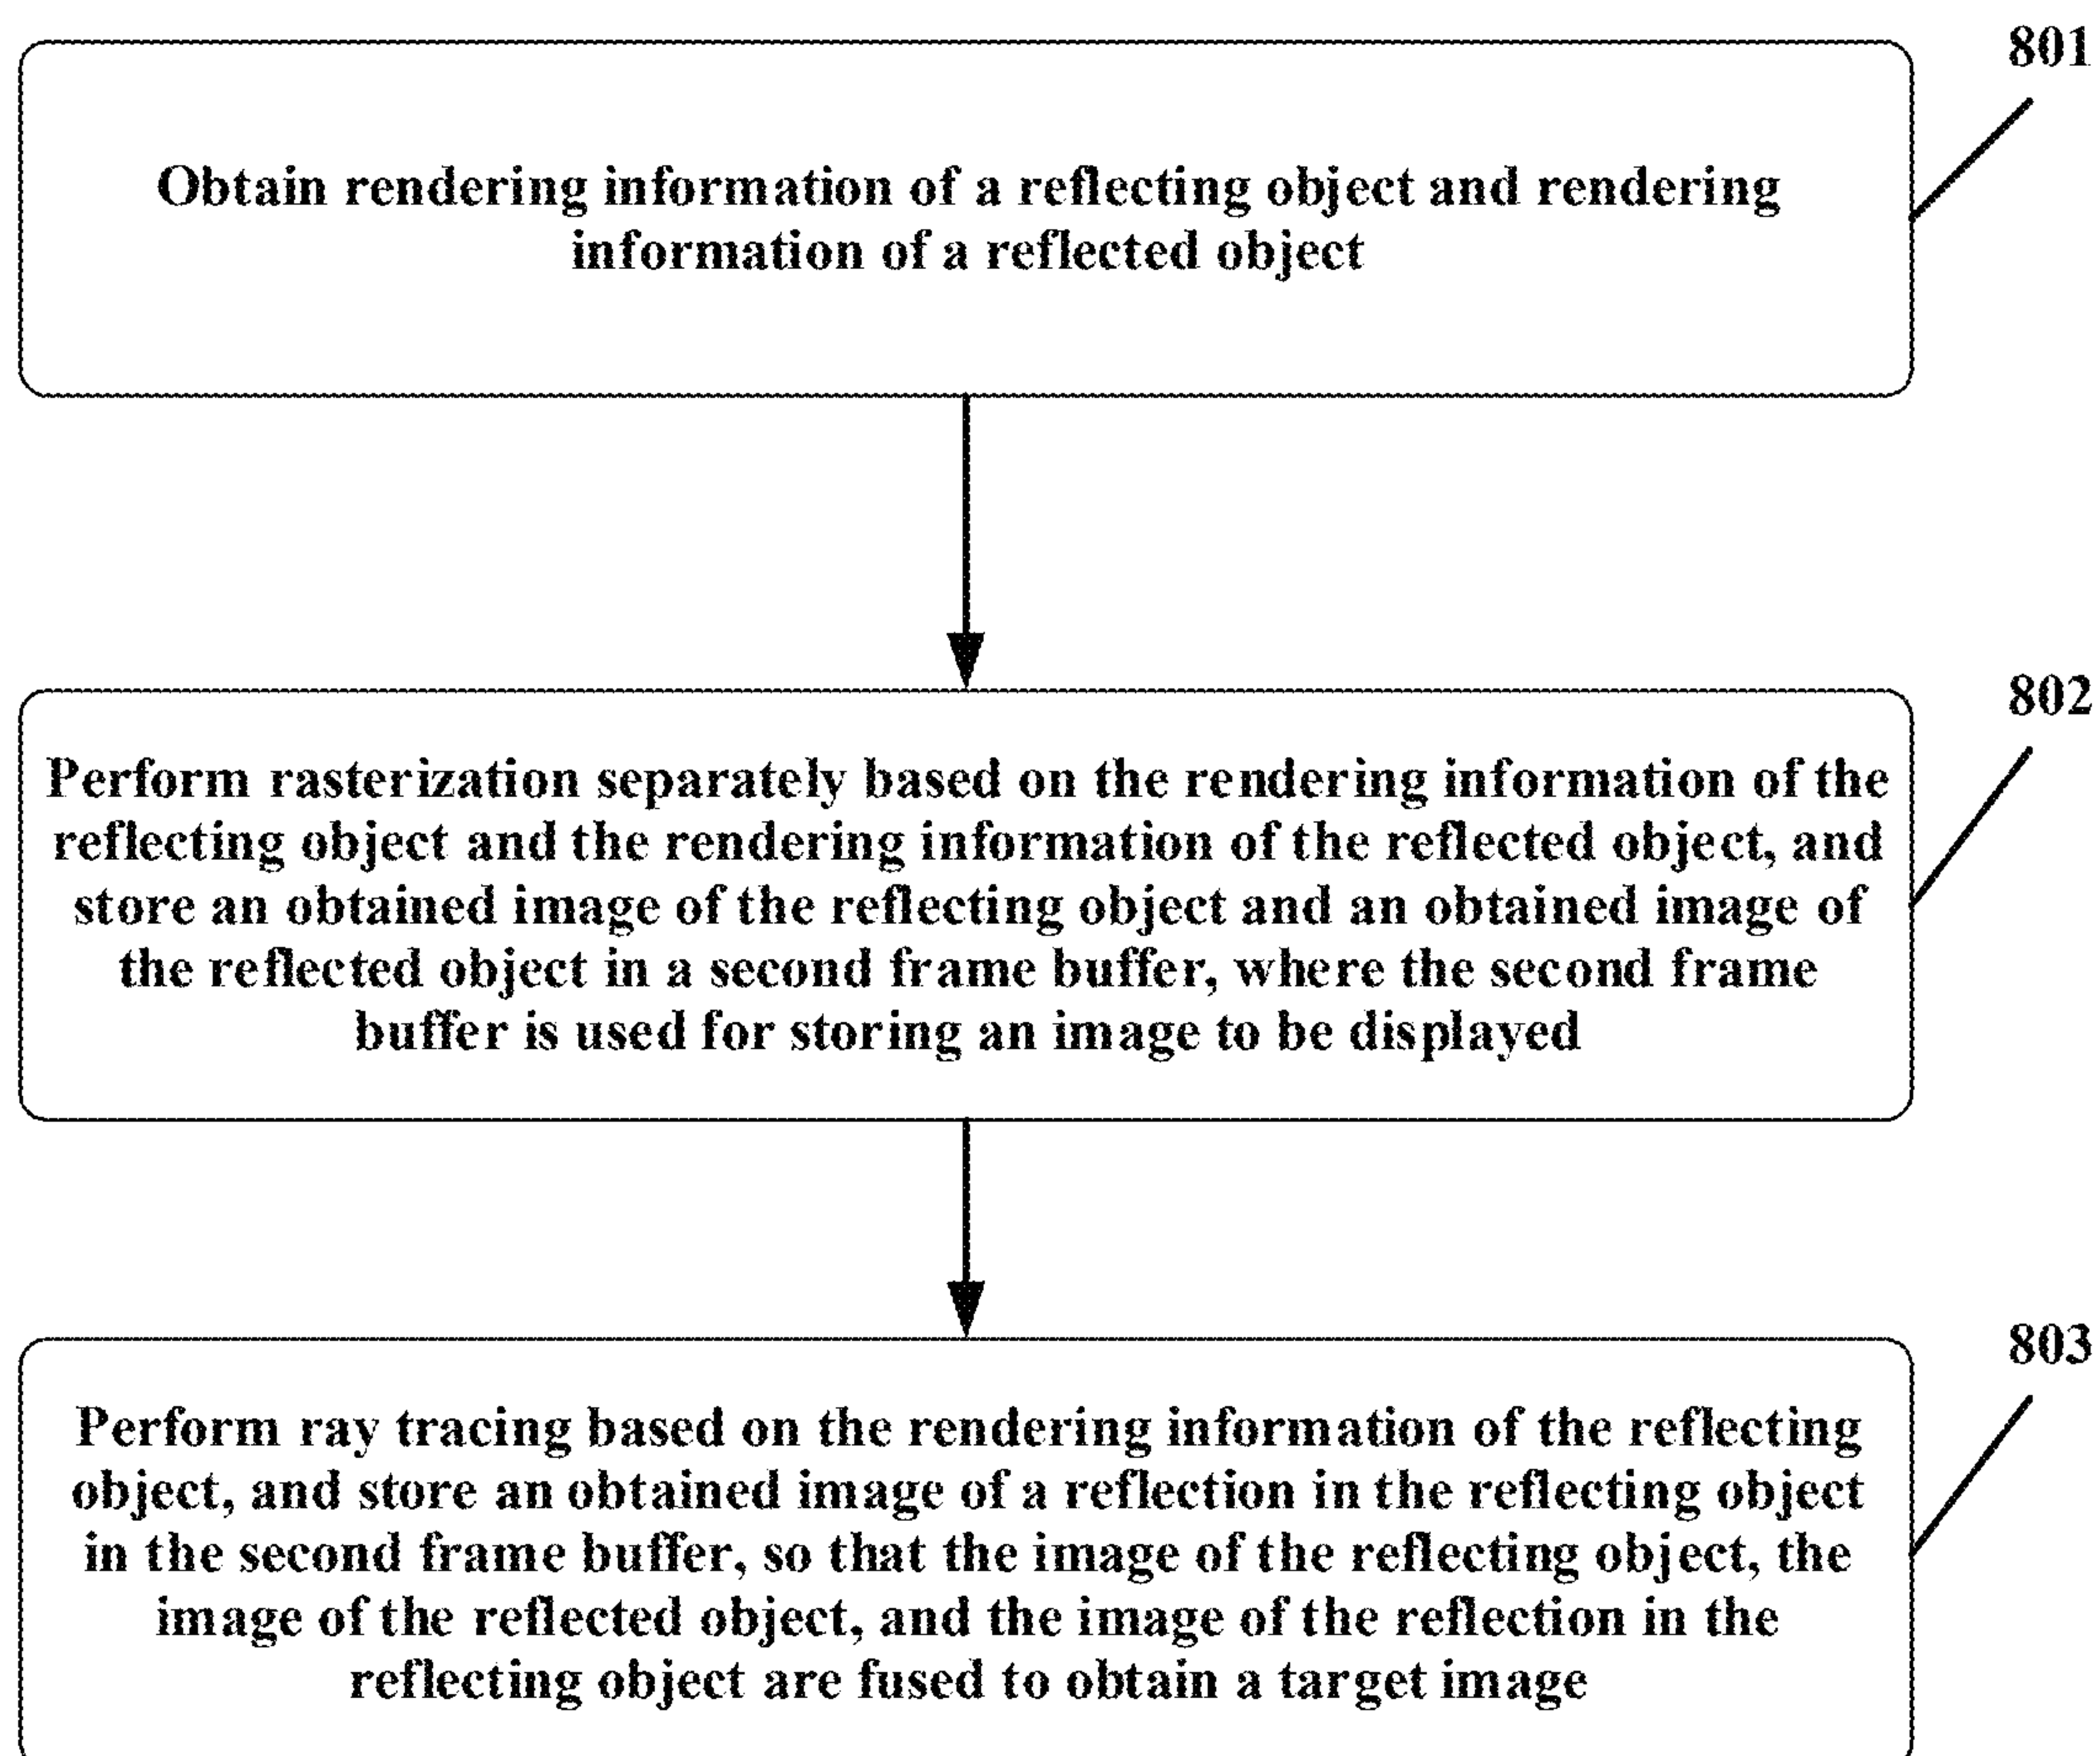 801
Obtain rendering information of a reflecting object and rendering
information of a reflected object
802
Perform rasterization separately based on the rendering information of the
reflecting object and the rendering information of the reflected object, and
store an obtained image of the reflecting object and an obtained image of
the reflected object in a second frame buffer, where the second frame
buffer is used for storing an image to be displayed
803
Perform ray tracing based on the rendering information of the reflecting
object, and store an obtained image of a reflection in the reflecting object
in the second frame buffer, so that the image of the reflecting object, the
image of the reflected object, and the image of the reflection in the
reflecting object are fused to obtain a target image